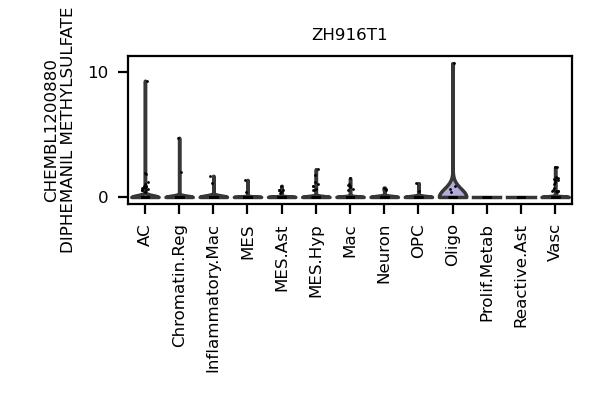 ZH916T1
CHEMBL1200880
DIPHEMANIL METHYLSULFATE
10
0
AC
Chromatin.Reg
Inflammatory.Mac
MES
MES.Ast
MES.Hyp
Mac
Neuron
OPC
Oligo
Prolif.Metab
Reactive.Ast
Vasc